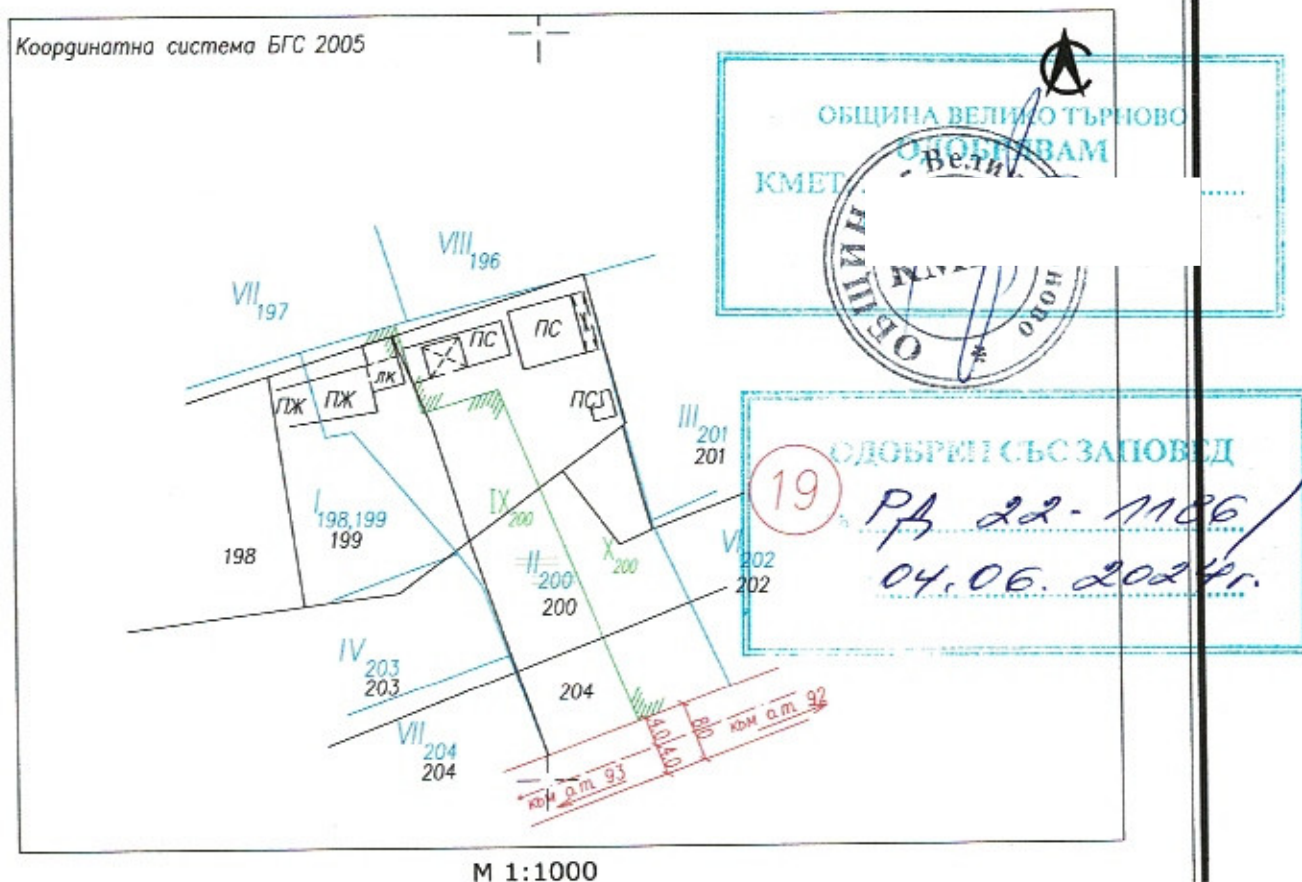 Координатна система БГС 2005
ОБЩИНА ВЕЛИКО ТЪРНОВО
ОДОБРЯВАМ
КМЕТ
VIII 196
VII 197
ПС
ПС
ПЖ
ПЖ
ЛК
ПС
III 201
201
ОДОБРЕН СЪС ЗАПОВЕД
19
РД 22-1186/
04.06.2024г.
I 198,199
199
198
IX 200
X 200
II 200
200
VI 202
202
IV 203
203
204
VII 204
204
към от 92
40 40
80
към от 93
М 1:1000